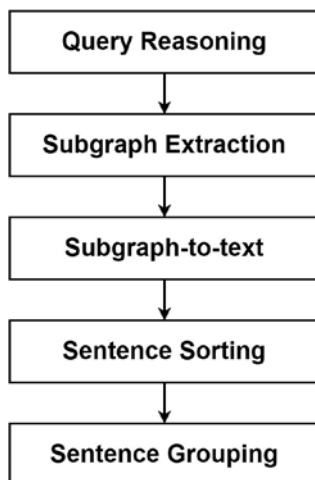 Query Reasoning
Subgraph Extraction
Subgraph-to-text
Sentence Sorting
Sentence Grouping